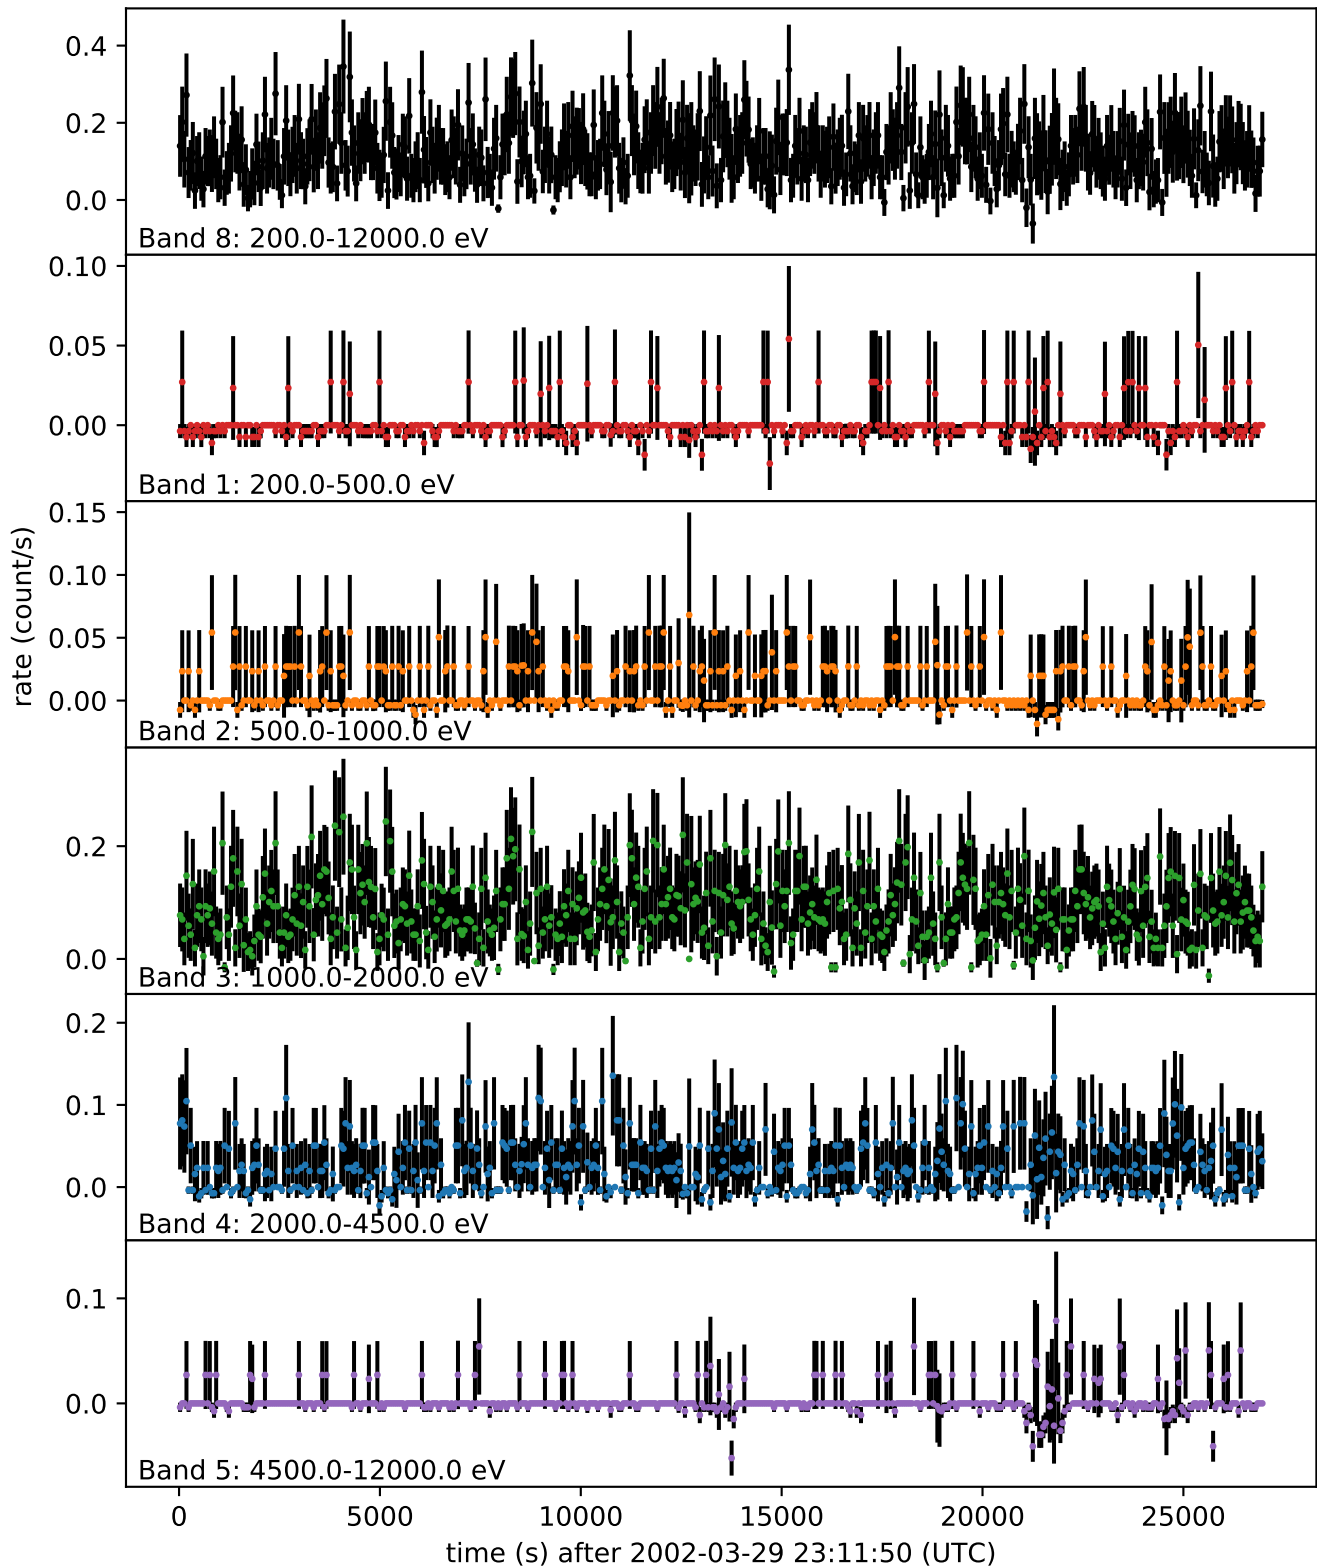 0.4
0.2
0.0
Band 8: 200.0-12000.0 eV
0.10
0.05
0.00
Band 1: 200.0-500.0 eV
0.15
0.10
0.05
0.00
Band 2: 500.0-1000.0 eV
rate (count/s)
0.2
0.0
Band 3: 1000.0-2000.0 eV
0.2
0.1
0.0
Band 4: 2000.0-4500.0 eV
0.1
0.0
Band 5: 4500.0-12000.0 eV
0 5000 10000 15000 20000 25000
time (s) after 2002-03-29 23:11:50 (UTC)